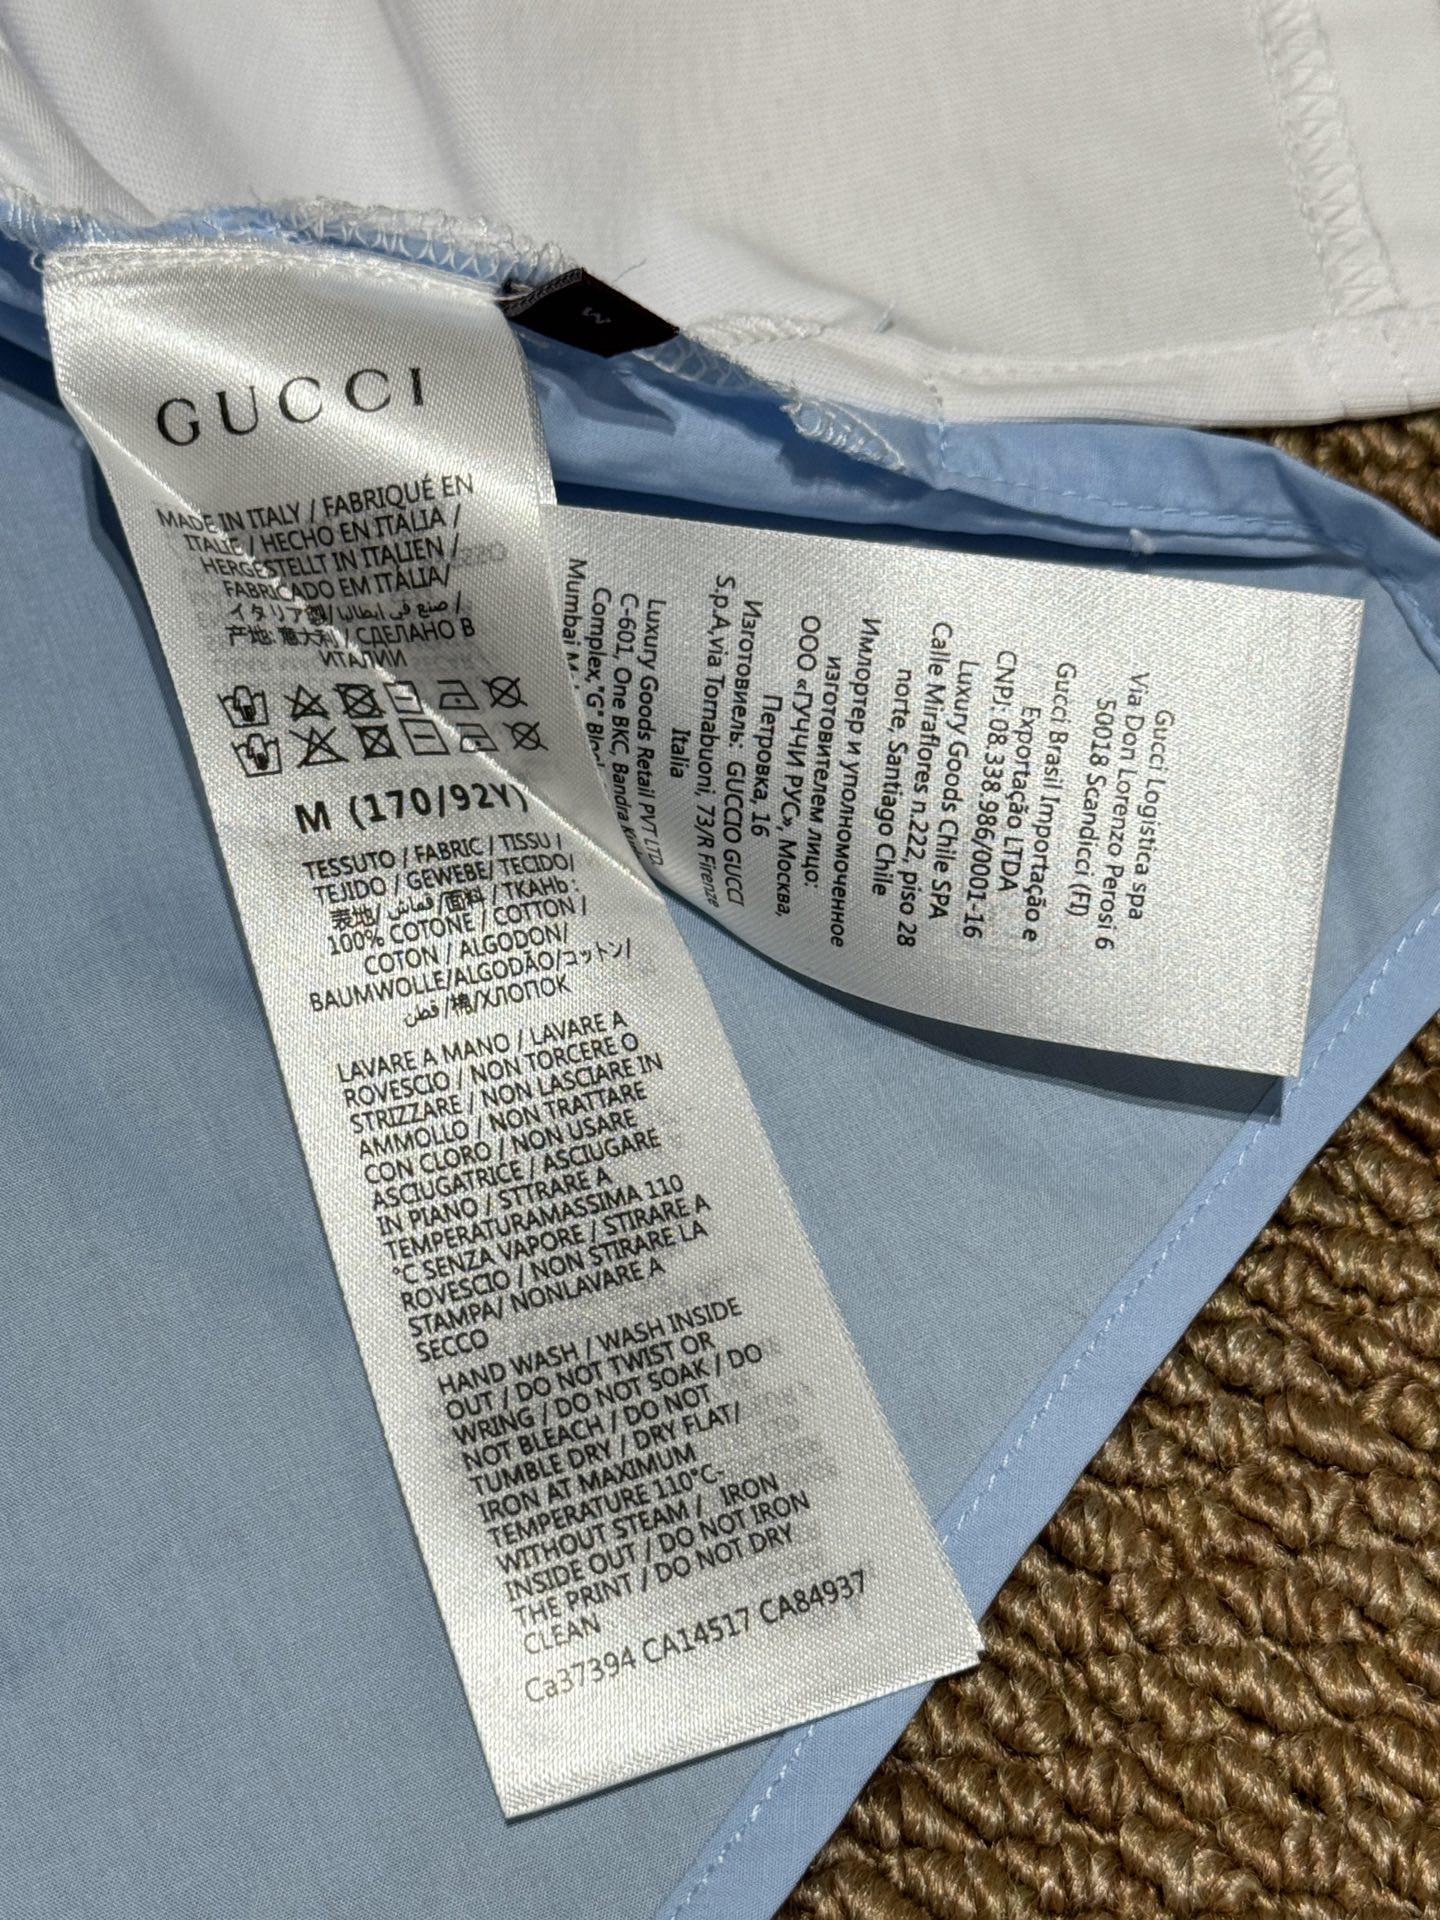 GUCCI
MADE IN ITALY / FABRIQUÉ EN
ITALIE / HECHO EN ITALIA /
HERGESTELLT IN ITALIEN /
FABRICADO EM ITÀLIA/
イタリア製/ صنع في ايطاليا /
产地: 意大利 / СДЕЛАНО В
ИТАЛИИ
M (170/92Y)
TESSUTO / FABRIC / TISSU /
TEJIDO / GEWEBE/ TECIDO/
表地/ قماش /面料 / TKAHb :
100% COTONE / COTTON /
COTON / ALGODON/
BAUMWOLLE/ALGODÃO/コットン/
قطن /棉/ХЛОПОК
LAVARE A MANO / LAVARE A
ROVESCIO / NON TORCERE O
STRIZZARE / NON LASCIARE IN
AMMOLLO / NON TRATTARE
CON CLORO / NON USARE
ASCIUGATRICE / ASCIUGARE
IN PIANO / STTRARE A
TEMPERATURAMASSIMA 110
°C SENZA VAPORE / STIRARE A
ROVESCIO / NON STIRARE LA
STAMPA/ NONLAVARE A
SECCO
HAND WASH / WASH INSIDE
OUT / DO NOT TWIST OR
WRING / DO NOT SOAK / DO
NOT BLEACH / DO NOT
TUMBLE DRY / DRY FLAT/
IRON AT MAXIMUM
TEMPERATURE 110°C-
WITHOUT STEAM / IRON
INSIDE OUT / DO NOT IRON
THE PRINT / DO NOT DRY
CLEAN
Ca37394 CA14517 CA84937
Gucci Logistica spa
Via Don Lorenzo Perosi 6
50018 Scandicci (FI)
Gucci Brasil Importação e
Exportação LTDA
CNPJ: 08.338.986/0001-16
Luxury Goods Chile SPA
Calle Miraflores n.222, piso 28
norte, Santiago Chile
Имлортер и уполномоченное
изготовителем лицо:
ООО «ГУЧЧИ РУС», Москва,
Петровка, 16
Изготовиель: GUCCIO GUCCI
S.p.A,via Tornabuoni, 73/R Firenze
Italia
Luxury Goods Retail PVT LTD
C-601, One BKC, Bandra
Complex,"G"
Mumbai